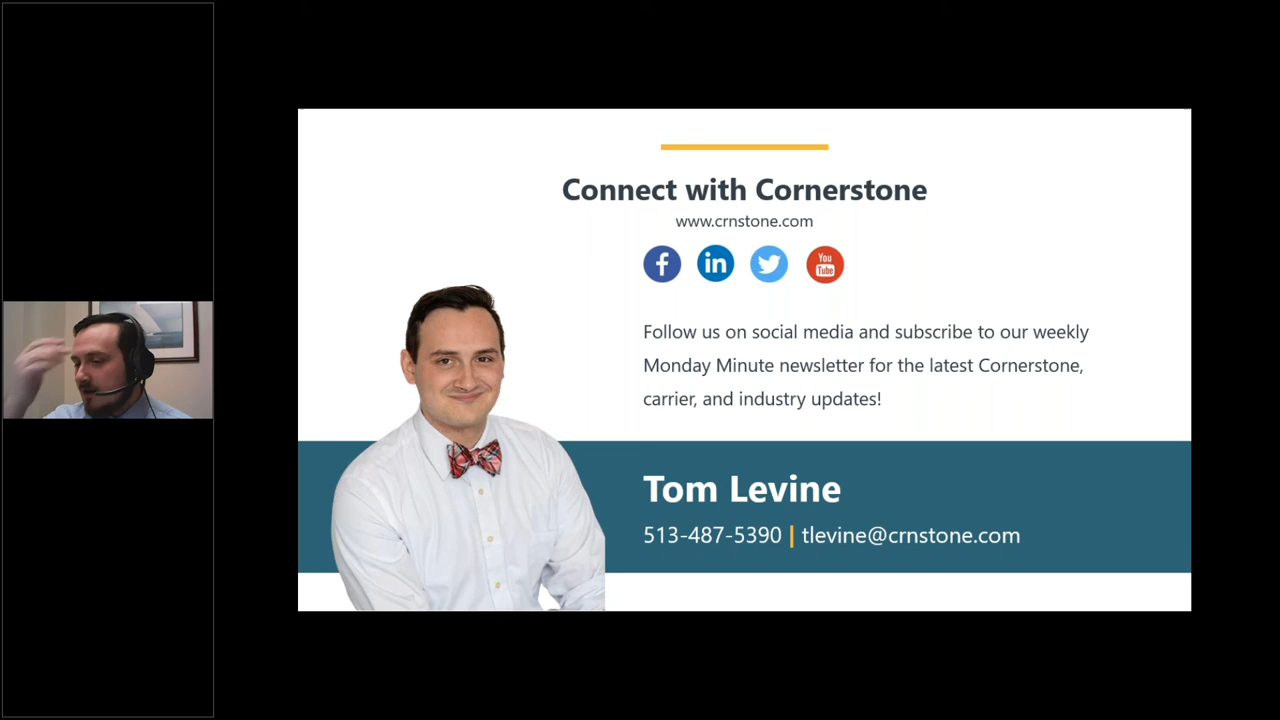 Connect with Cornerstone
www.crnstone.com
f in You Tube
Follow us on social media and subscribe to our weekly
Monday Minute newsletter for the latest Cornerstone,
carrier, and industry updates!
Tom Levine
513-487-5390 | tlevine@crnstone.com